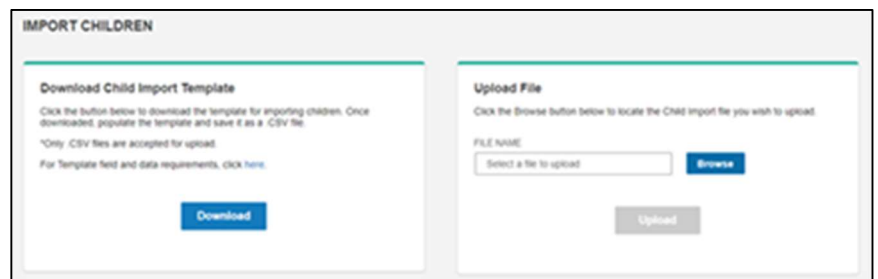 IMPORT CHILDREN
Download Child Import Template
Click the button below to download the template for importing children. Once
downloaded, populate the template and save it as a .CSV file.
*Only .CSV files are accepted for upload.
For Template field and data requirements, click here.
Download
Upload File
Click the Browse button below to locate the Child Import file you wish to upload.
FILE NAME
Select a file to upload
Browse
Upload